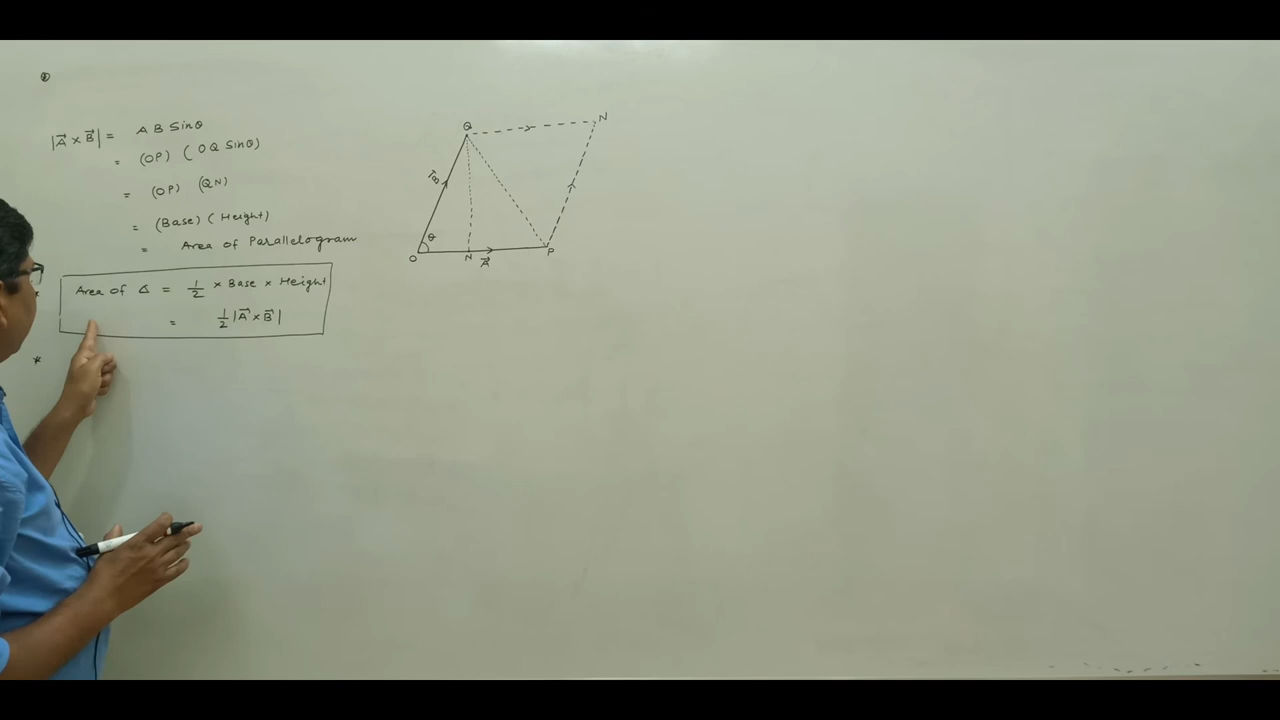 ①
|A⃗ × B⃗| = A B Sinθ
= (OP) ( OQ Sinθ)
= (OP) (QN)
= (Base) ( Height)
= Area of Parallelogram
* Area of Δ = 1/2 × Base × Height
= 1/2 |A⃗ × B⃗|
*
Q
N
B⃗
θ
O
N
A⃗
P